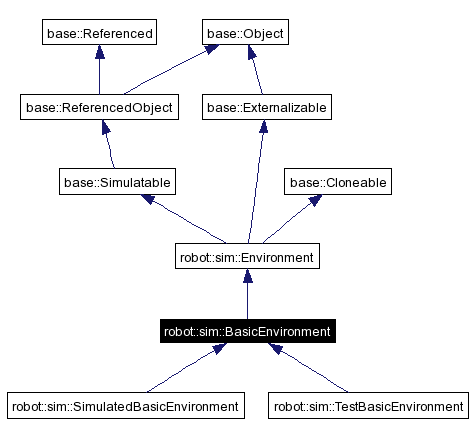 base::Referenced
base::Object
base::ReferencedObject
base::Externalizable
base::Simulatable
base::Cloneable
robot::sim::Environment
robot::sim::BasicEnvironment
robot::sim::SimulatedBasicEnvironment
robot::sim::TestBasicEnvironment